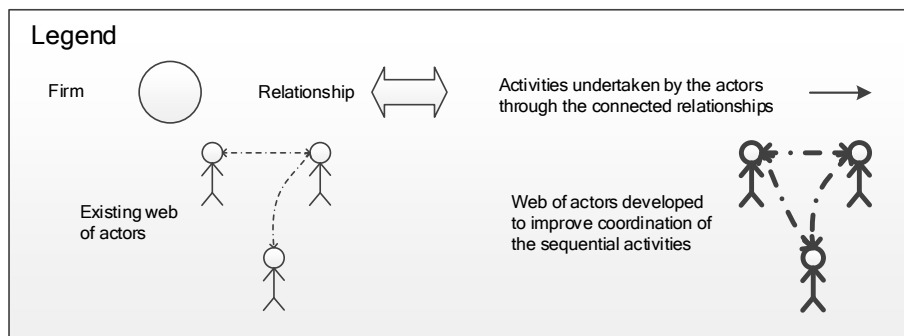 Legend
Firm
Relationship
Activities undertaken by the actors
through the connected relationships
Existing web
of actors
Web of actors developed
to improve coordination of
the sequential activities